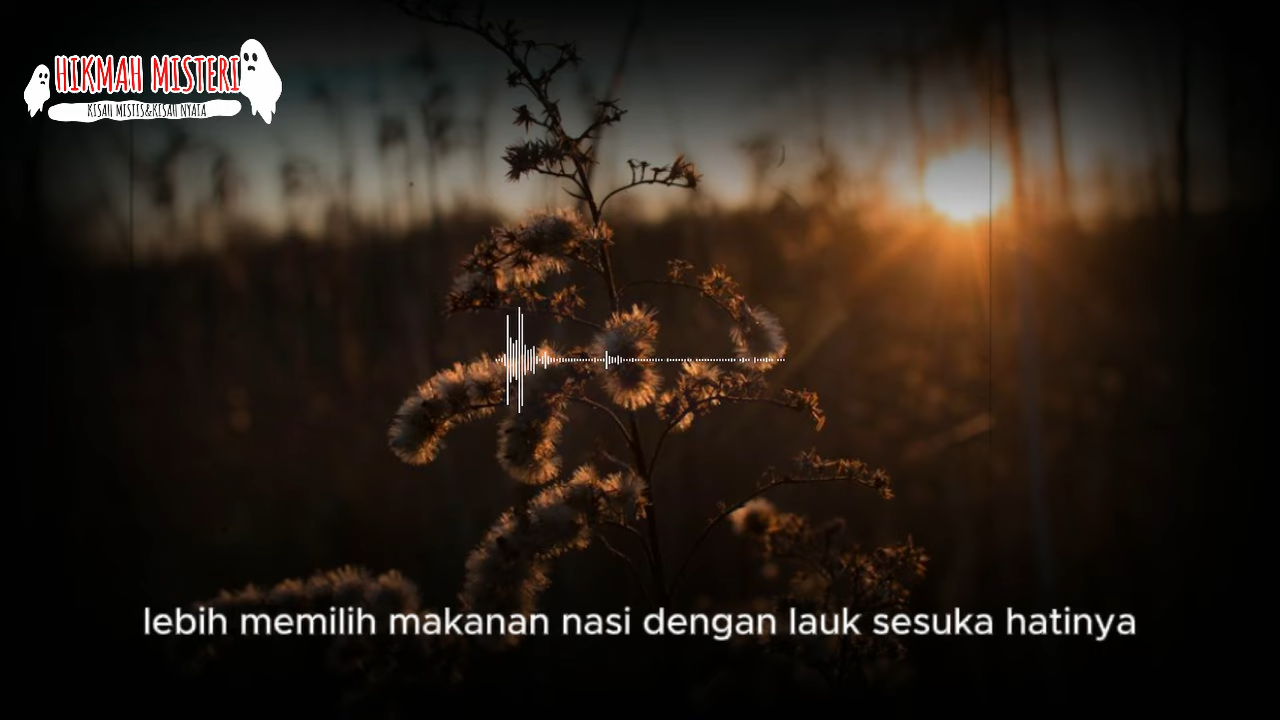 HIKMAH MISTERI
KISAH MISTIS&KISAH NYATA
lebih memilih makanan nasi dengan lauk sesuka hatinya